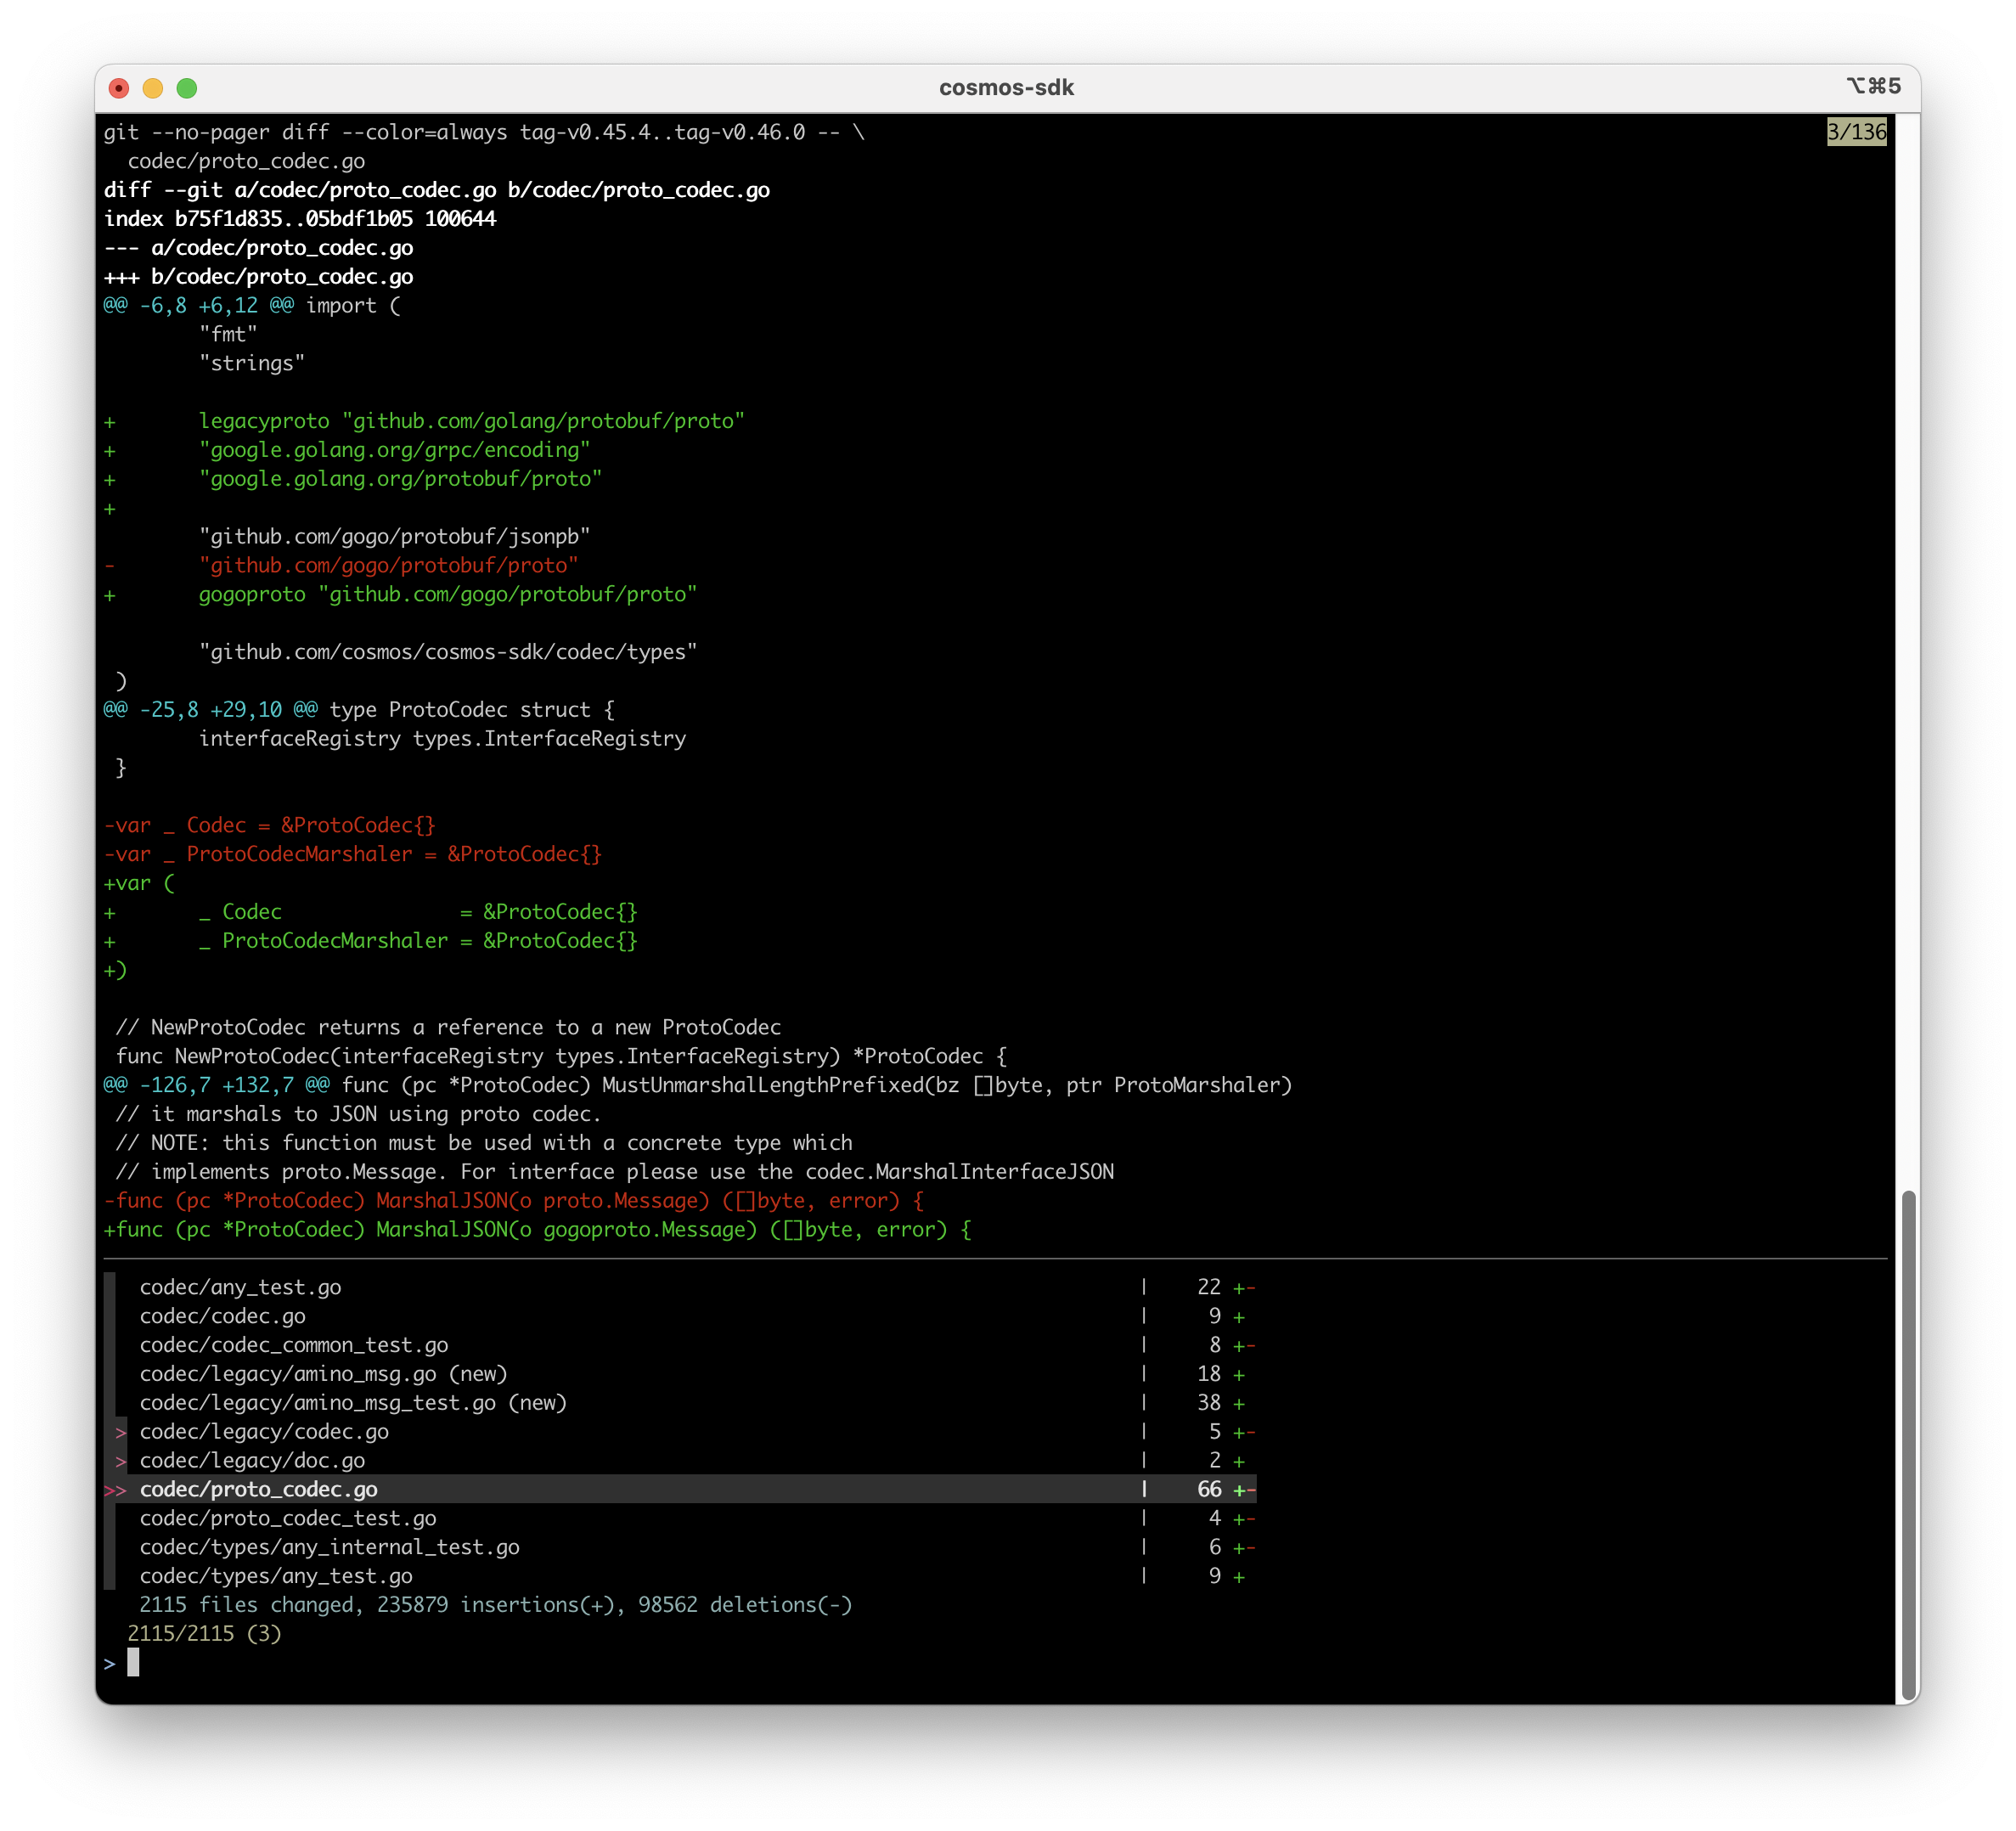 cosmos-sdk
⌥⌘5
git --no-pager diff --color=always tag-v0.45.4..tag-v0.46.0 -- \
3/136
  codec/proto_codec.go
diff --git a/codec/proto_codec.go b/codec/proto_codec.go
index b75f1d835..05bdf1b05 100644
--- a/codec/proto_codec.go
+++ b/codec/proto_codec.go
@@ -6,8 +6,12 @@ import (
        "fmt"
        "strings"
+       legacyproto "github.com/golang/protobuf/proto"
+       "google.golang.org/grpc/encoding"
+       "google.golang.org/protobuf/proto"
+
        "github.com/gogo/protobuf/jsonpb"
-       "github.com/gogo/protobuf/proto"
+       gogoproto "github.com/gogo/protobuf/proto"
        "github.com/cosmos/cosmos-sdk/codec/types"
 )
@@ -25,8 +29,10 @@ type ProtoCodec struct {
        interfaceRegistry types.InterfaceRegistry
 }
-var _ Codec = &ProtoCodec{}
-var _ ProtoCodecMarshaler = &ProtoCodec{}
+var (
+       _ Codec               = &ProtoCodec{}
+       _ ProtoCodecMarshaler = &ProtoCodec{}
+)
 // NewProtoCodec returns a reference to a new ProtoCodec
 func NewProtoCodec(interfaceRegistry types.InterfaceRegistry) *ProtoCodec {
@@ -126,7 +132,7 @@ func (pc *ProtoCodec) MustUnmarshalLengthPrefixed(bz []byte, ptr ProtoMarshaler)
 // it marshals to JSON using proto codec.
 // NOTE: this function must be used with a concrete type which
 // implements proto.Message. For interface please use the codec.MarshalInterfaceJSON
-func (pc *ProtoCodec) MarshalJSON(o proto.Message) ([]byte, error) {
+func (pc *ProtoCodec) MarshalJSON(o gogoproto.Message) ([]byte, error) {
   codec/any_test.go | 22 +-
   codec/codec.go | 9 +
   codec/codec_common_test.go | 8 +-
   codec/legacy/amino_msg.go (new) | 18 +
   codec/legacy/amino_msg_test.go (new) | 38 +
 > codec/legacy/codec.go | 5 +-
 > codec/legacy/doc.go | 2 +
>> codec/proto_codec.go | 66 +-
   codec/proto_codec_test.go | 4 +-
   codec/types/any_internal_test.go | 6 +-
   codec/types/any_test.go | 9 +
   2115 files changed, 235879 insertions(+), 98562 deletions(-)
  2115/2115 (3)
>